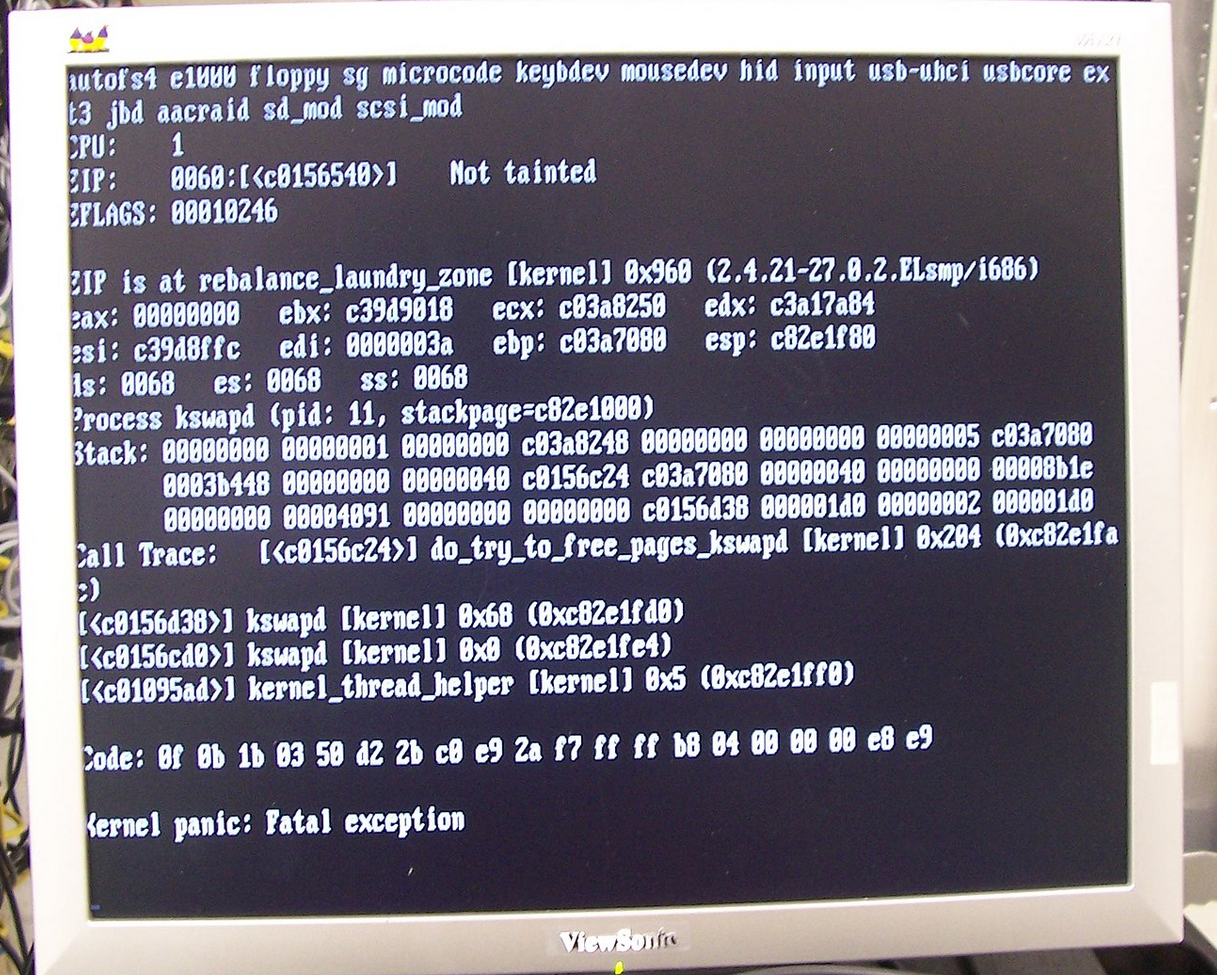 autofs4 e1000 floppy sg microcode keybdev mousedev hid input usb-uhci usbcore ex
t3 jbd aacraid sd_mod scsi_mod
CPU: 1
EIP: 0060:[<c0156540>] Not tainted
EFLAGS: 00010246
EIP is at rebalance_laundry_zone [kernel] 0x960 (2.4.21-27.0.2.ELsmp/i686)
eax: 00000000 ebx: c39d9018 ecx: c03a8250 edx: c3a17a84
esi: c39d8ffc edi: 0000003a ebp: c03a7080 esp: c82e1f80
ds: 0068 es: 0068 ss: 0068
Process kswapd (pid: 11, stackpage=c82e1000)
Stack: 00000000 00000001 00000000 c03a8248 00000000 00000000 00000005 c03a7080
0003b448 00000000 00000040 c0156c24 c03a7080 00000040 00000000 00008b1e
00000000 00004091 00000000 00000000 c0156d38 000001d0 00000002 000001d0
Call Trace: [<c0156c24>] do_try_to_free_pages_kswapd [kernel] 0x204 (0xc82e1fa
c)
[<c0156d38>] kswapd [kernel] 0x68 (0xc82e1fd0)
[<c0156cd0>] kswapd [kernel] 0x0 (0xc82e1fe4)
[<c01095ad>] kernel_thread_helper [kernel] 0x5 (0xc82e1ff0)
Code: 0f 0b 1b 03 50 d2 2b c0 e9 2a f7 ff ff b8 04 00 00 00 e8 e9
Kernel panic: Fatal exception
ViewSonic